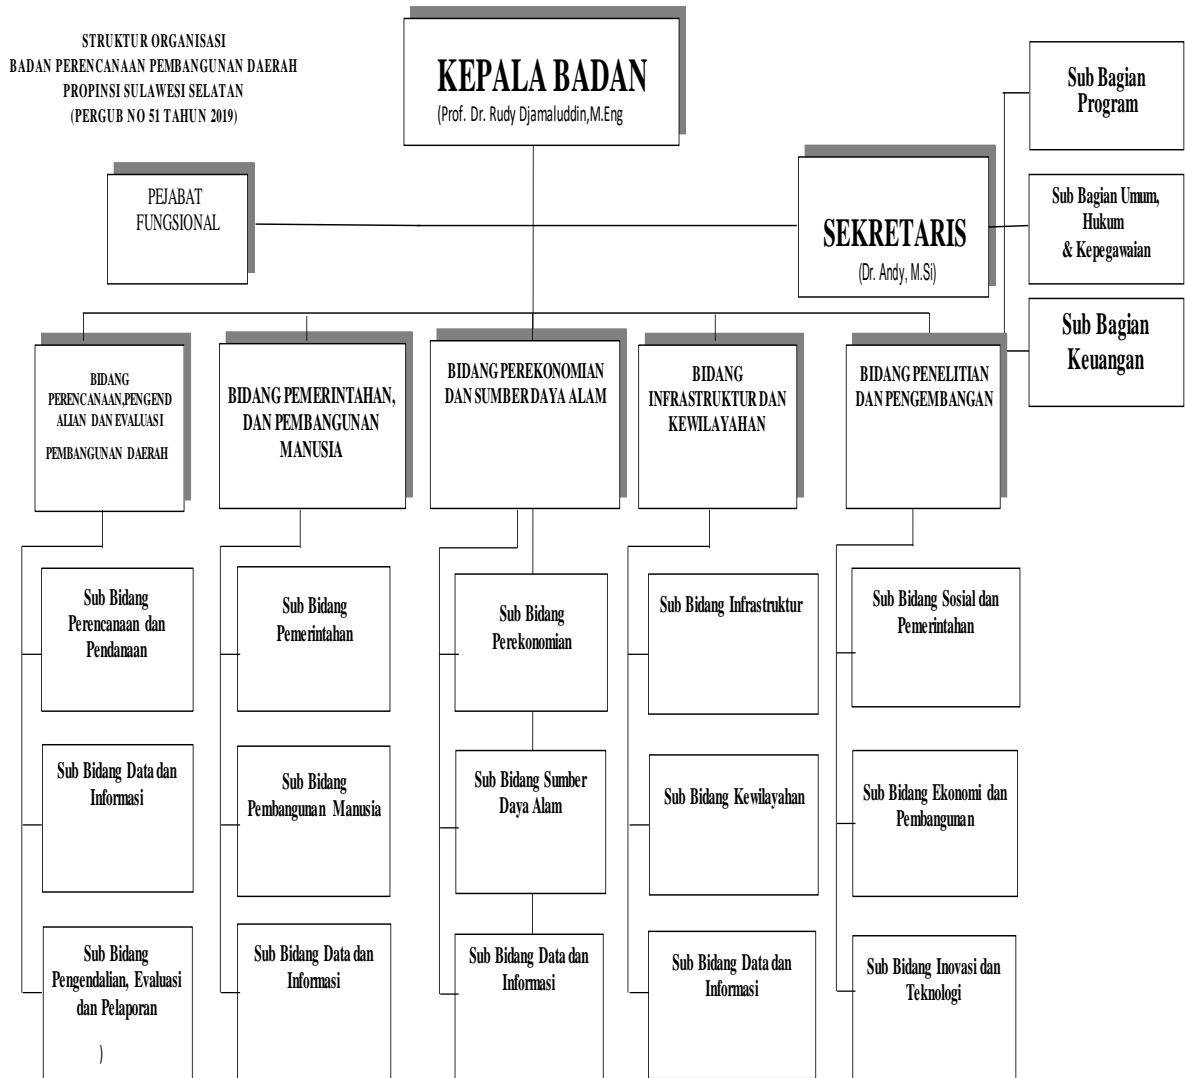 STRUKTUR ORGANISASI
BADAN PERENCANAAN PEMBANGUNAN DAERAH
PROPINSI SULAWESI SELATAN
(PERGUB NO 51 TAHUN 2019)
KEPALA BADAN
(Prof. Dr. Rudy Djamaluddin,M.Eng
Sub Bagian
Program
PEJABAT
FUNGSIONAL
SEKRETARIS
(Dr. Andy, M.Si)
Sub Bagian Umum,
Hukum
& Kepegawaian
Sub Bagian
Keuangan
BIDANG
PERENCANAAN,PENGEND
ALIAN DAN EVALUASI
PEMBANGUNAN DAERAH
BIDANG PEMERINTAHAN,
DAN PEMBANGUNAN
MANUSIA
BIDANG PEREKONOMIAN
DAN SUMBER DAYA ALAM
BIDANG
INFRASTRUKTUR DAN
KEWILAYAHAN
BIDANG PENELITIAN
DAN PENGEMBANGAN
Sub Bidang
Perencanaan dan
Pendanaan
Sub Bidang
Pemerintahan
Sub Bidang
Perekonomian
Sub Bidang Infrastruktur
Sub Bidang Sosial dan
Pemerintahan
Sub Bidang Data dan
Informasi
Sub Bidang
Pembangunan Manusia
Sub Bidang Sumber
Daya Alam
Sub Bidang Kewilayahan
Sub Bidang Ekonomi dan
Pembangunan
Sub Bidang
Pengendalian, Evaluasi
dan Pelaporan
)
Sub Bidang Data dan
Informasi
Sub Bidang Data dan
Informasi
Sub Bidang Data dan
Informasi
Sub Bidang Inovasi dan
Teknologi